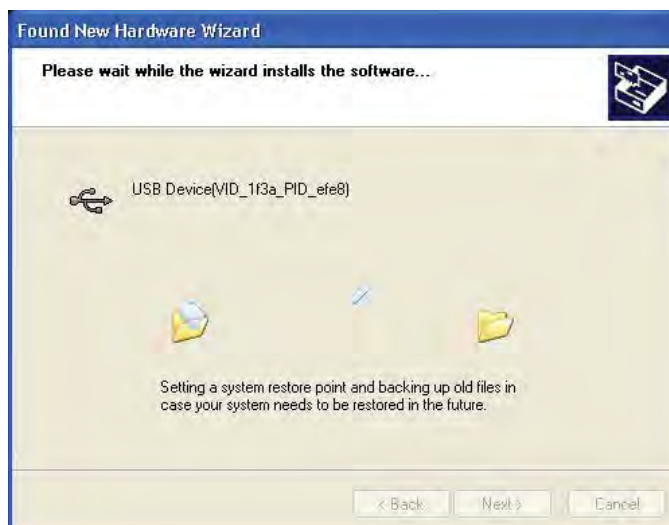 Found New Hardware Wizard
Please wait while the wizard installs the software...
USB Device(VID_1f3a_PID_efe8)
Setting a system restore point and backing up old files in
case your system needs to be restored in the future.
< Back
Next >
Cancel